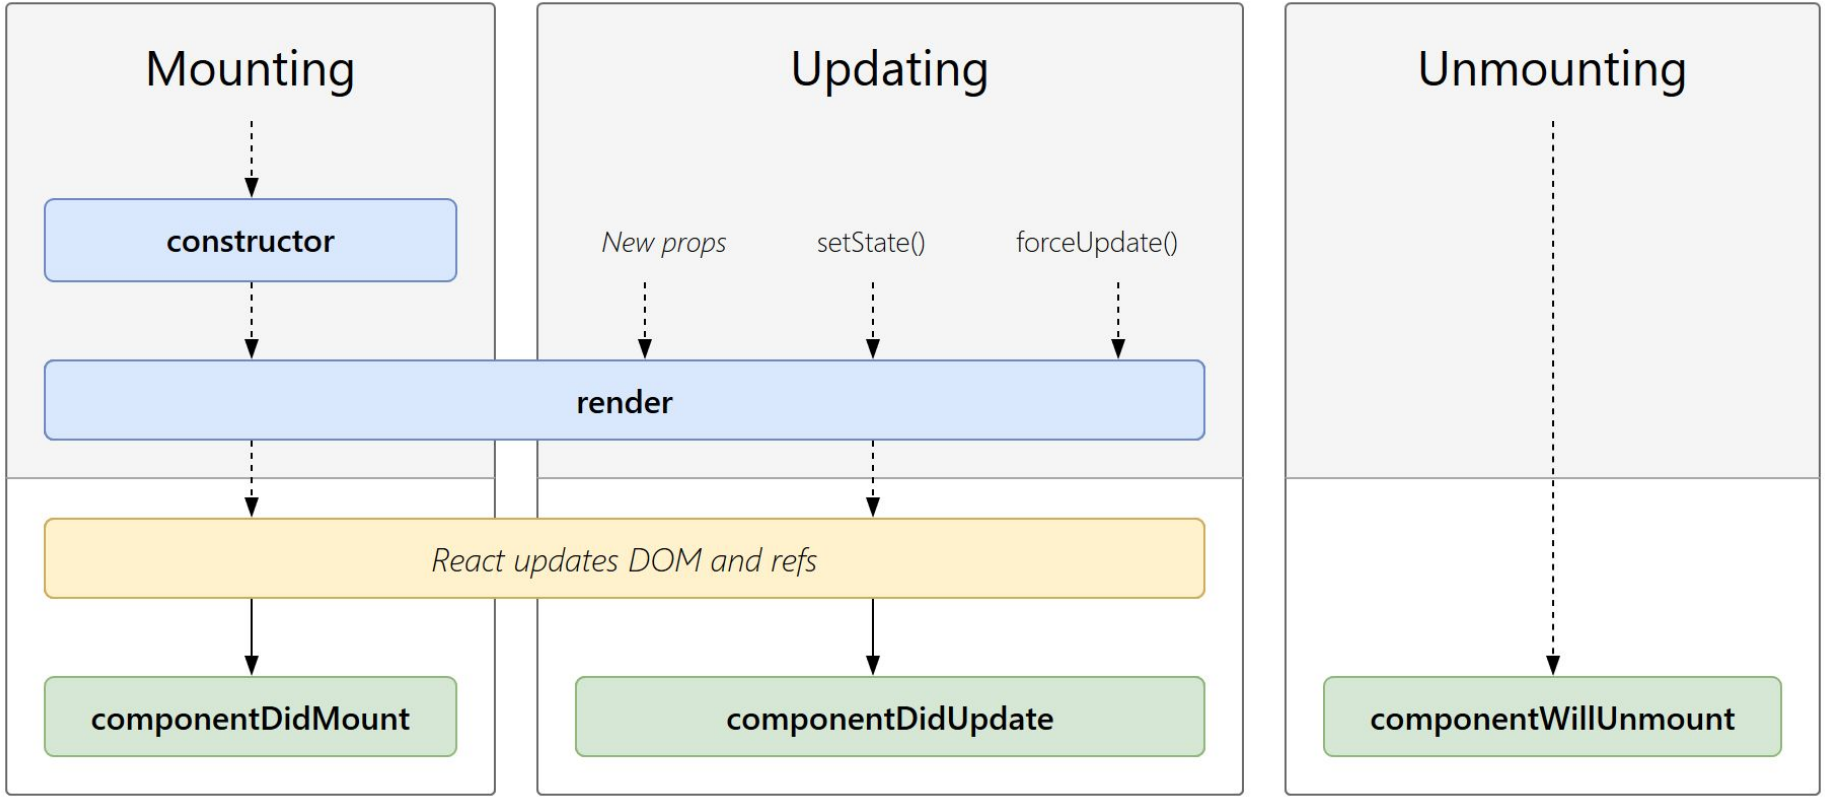 Mounting
Updating
Unmounting
constructor
New props
setState()
forceUpdate()
render
React updates DOM and refs
componentDidMount
componentDidUpdate
componentWillUnmount